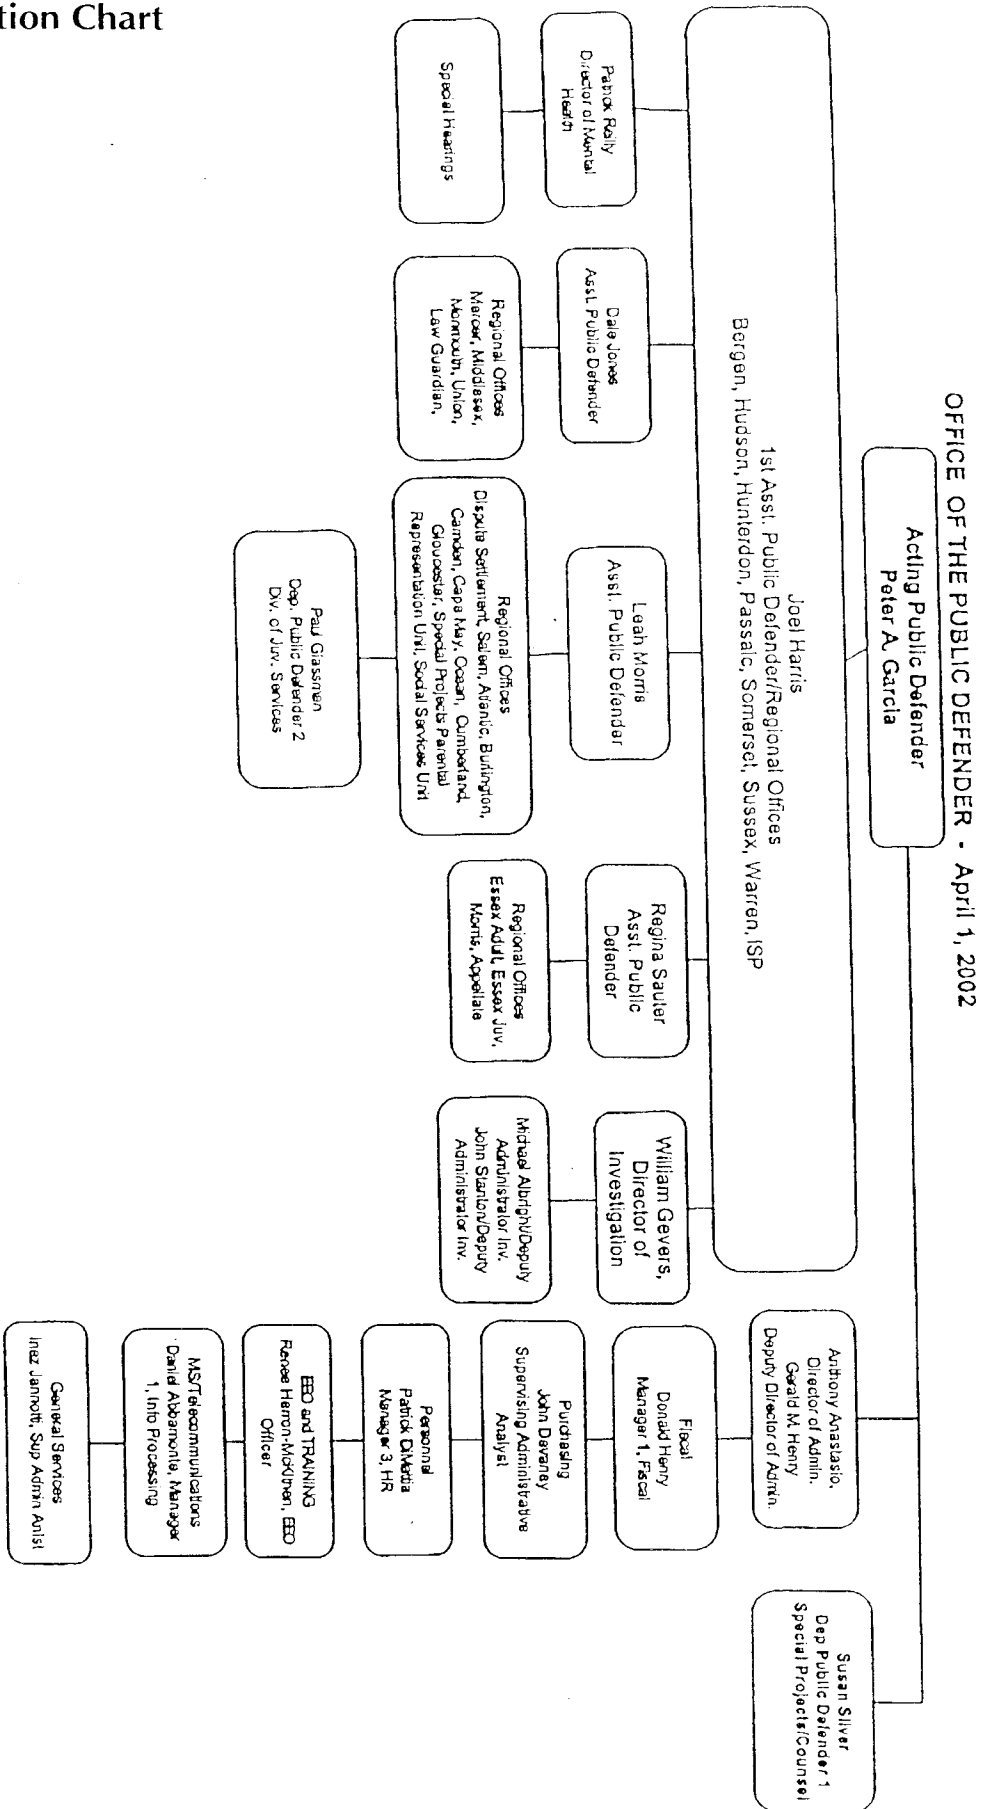 tion Chart
OFFICE OF THE PUBLIC DEFENDER - April 1, 2002
Acting Public Defender
Peter A. Garcia
Joel Harris
1st Asst. Public Defender/Regional Offices
Bergen, Hudson, Hunterdon, Passaic, Somerset, Sussex, Warren, ISP
Patrick Reilly
Director of Mental
Health
Special Hearings
Dale Jones
Asst. Public Defender
Regional Offices
Mercer, Middlesex,
Monmouth, Union,
Law Guardian,
Leah Morris
Asst. Public Defender
Regional Offices
Dispute Settlement, Salem, Atlantic, Burlington,
Camden, Cape May, Ocean, Cumberland,
Gloucester, Special Projects Parental
Representation Unit, Social Services Unit
Paul Glassman
Dep. Public Defender 2
Div. of Juv. Services
Regina Sauter
Asst. Public
Defender
Regional Offices
Essex Adult, Essex Juv,
Morris, Appellate
William Gevers,
Director of
Investigation
Michael Albright/Deputy
Administrator Inv.
John Stanton/Deputy
Administrator Inv.
Anthony Anastasio,
Director of Admin.
Gerald M. Henry
Deputy Director of Admin.
Fiscal
Donald Henry
Manager 1, Fiscal
Purchasing
John Devaney
Supervising Administrative
Analyst
Personnel
Patrick DiMattia
Manager 3, HR
EEO and TRAINING
Renee Herron-McKithen, EEO
Officer
MS/Telecommunications
Daniel Abbamonte, Manager
1, Info Processing
General Services
Inez Jannotti, Sup Admin Anlst
Susan Silver
Dep Public Defender 1
Special Projects/Counsel